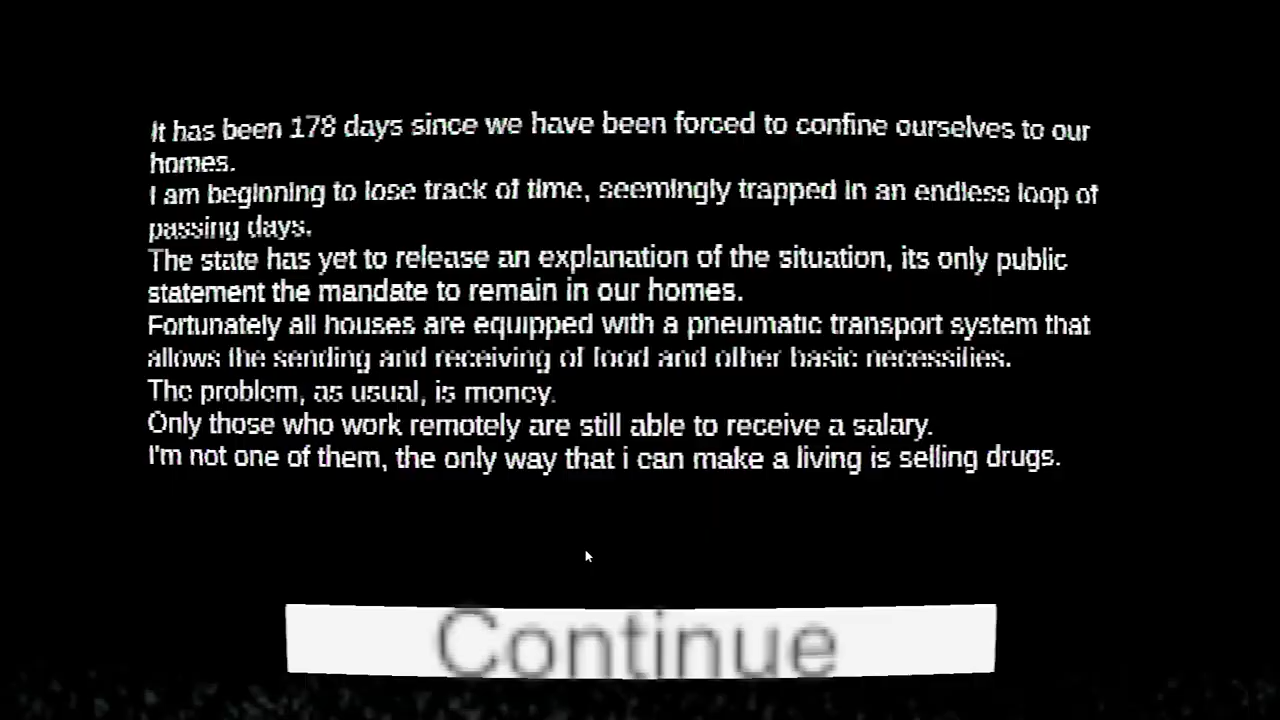 It has been 178 days since we have been forced to confine ourselves to our
homes.
I am beginning to lose track of time, seemingly trapped in an endless loop of
passing days.
The state has yet to release an explanation of the situation, its only public
statement the mandate to remain in our homes.
Fortunately all houses are equipped with a pneumatic transport system that
allows the sending and receiving of food and other basic necessities.
The problem, as usual, is money.
Only those who work remotely are still able to receive a salary.
I'm not one of them, the only way that i can make a living is selling drugs.
Continue